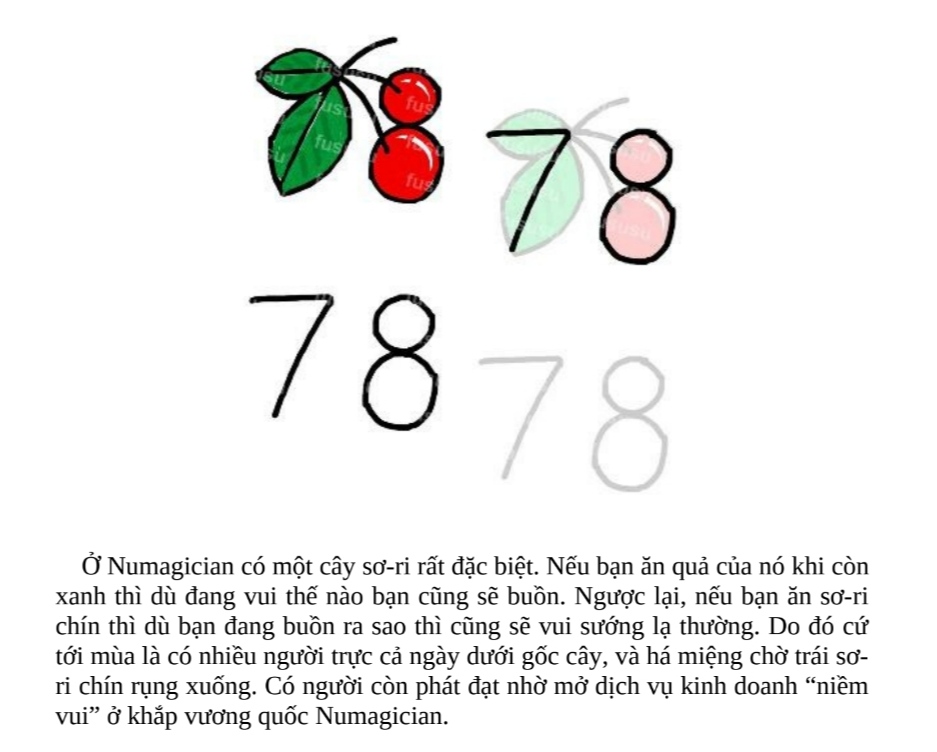 78
78
78
Ở Numagician có một cây sơ-ri rất đặc biệt. Nếu bạn ăn quả của nó khi còn
xanh thì dù đang vui thế nào bạn cũng sẽ buồn. Ngược lại, nếu bạn ăn sơ-ri
chín thì dù bạn đang buồn ra sao thì cũng sẽ vui sướng lạ thường. Do đó cứ
tới mùa là có nhiều người trực cả ngày dưới gốc cây, và há miệng chờ trái sơ-
ri chín rụng xuống. Có người còn phát đạt nhờ mở dịch vụ kinh doanh “niềm
vui” ở khắp vương quốc Numagician.